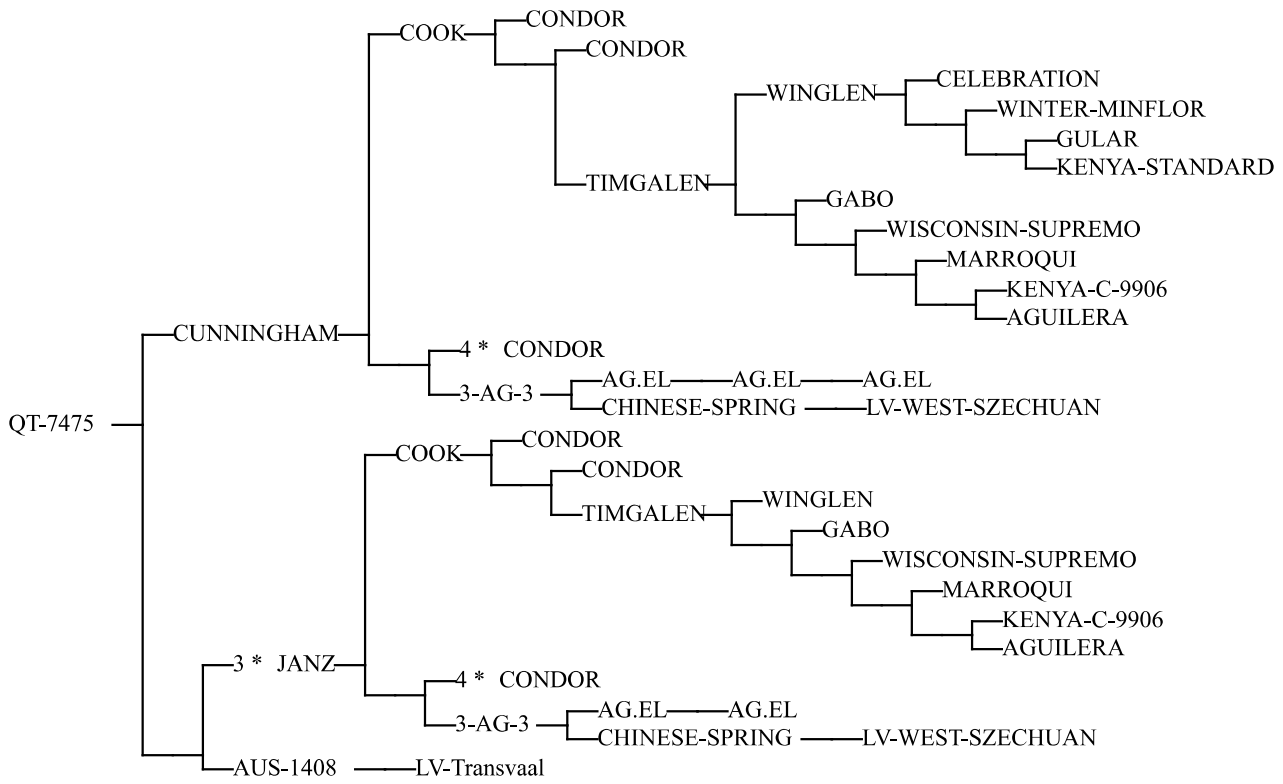 CONDOR
COOK
CONDOR
CELEBRATION
WINGLEN
WINTER-MINFLOR
GULAR
KENYA-STANDARD
TIMGALEN
GABO
WISCONSIN-SUPREMO
MARROQUI
KENYA-C-9906
AGUILERA
CUNNINGHAM
4 * CONDOR
AG.EL AG.EL AG.EL
3-AG-3
CHINESE-SPRING LV-WEST-SZECHUAN
QT-7475
CONDOR
COOK
CONDOR
WINGLEN
TIMGALEN
GABO
WISCONSIN-SUPREMO
MARROQUI
KENYA-C-9906
AGUILERA
3 * JANZ
4 * CONDOR
AG.EL AG.EL
3-AG-3
CHINESE-SPRING LV-WEST-SZECHUAN
AUS-1408 LV-Transvaal